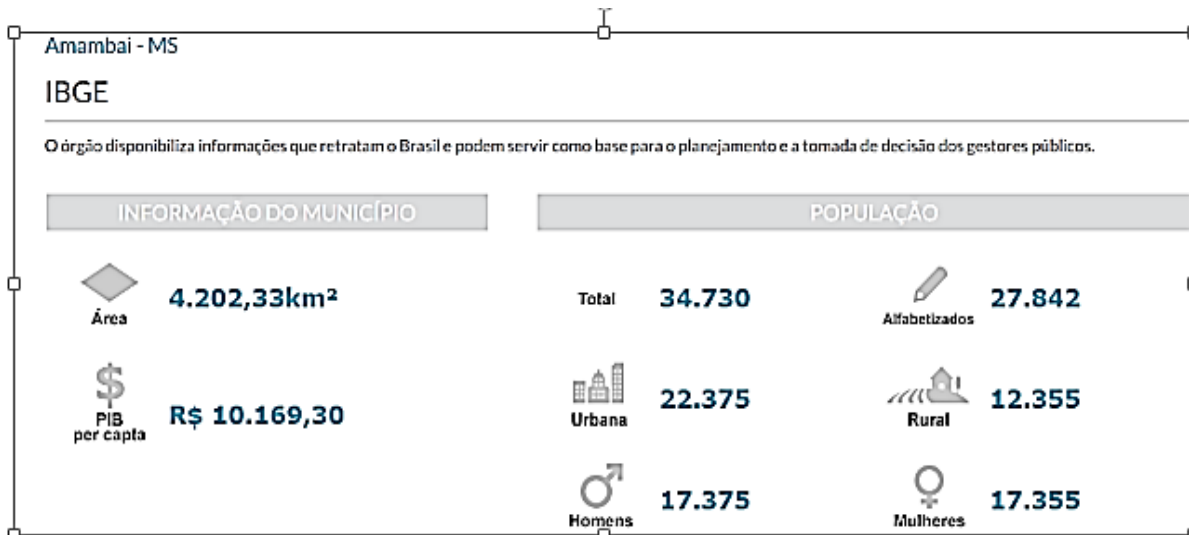 Amambai - MS
IBGE
O órgão disponibiliza informações que retratam o Brasil e podem servir como base para o planejamento e a tomada de decisão dos gestores públicos.
INFORMAÇÃO DO MUNICÍPIO
Área
4.202,33km²
$
PIB
per capta
R$ 10.169,30
POPULAÇÃO
Total
34.730
Alfabetizados
27.842
Urbana
22.375
Rural
12.355
Homens
17.375
Mulheres
17.355